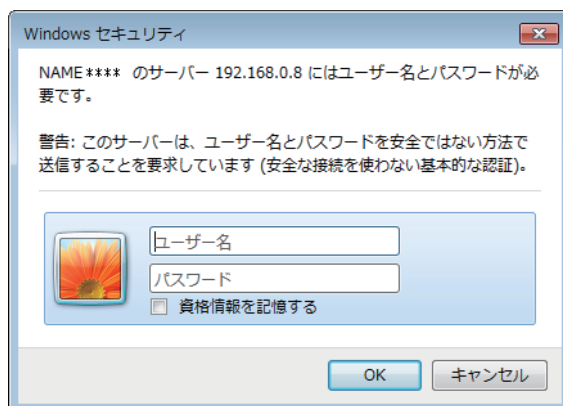 Windows セキュリティ
NAME**** のサーバー 192.168.0.8 にはユーザー名とパスワードが必
要です。
警告: このサーバーは、ユーザー名とパスワードを安全ではない方法で
送信することを要求しています (安全な接続を使わない基本的な認証)。
ユーザー名
パスワード
資格情報を記憶する
OK
キャンセル